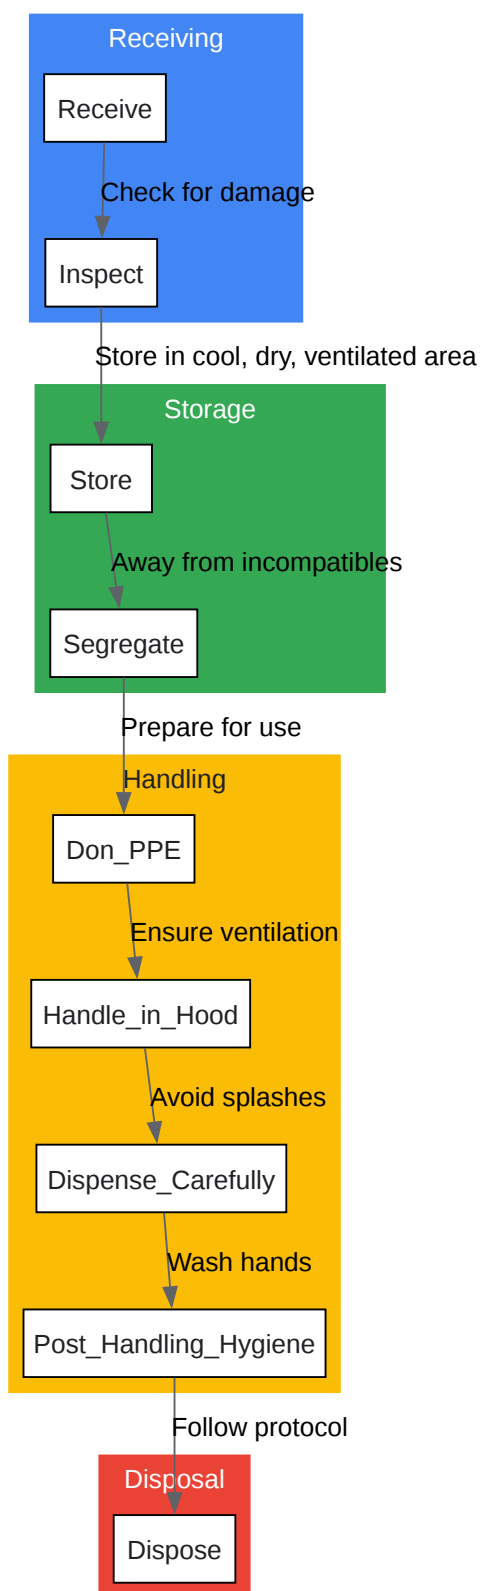 Receiving
Receive
Check for damage
Inspect
Store in cool, dry, ventilated area
Storage
Store
Away from incompatibles
Segregate
Prepare for use
Handling
Don_PPE
Ensure ventilation
Handle_in_Hood
Avoid splashes
Dispense_Carefully
Wash hands
Post_Handling_Hygiene
Follow protocol
Disposal
Dispose